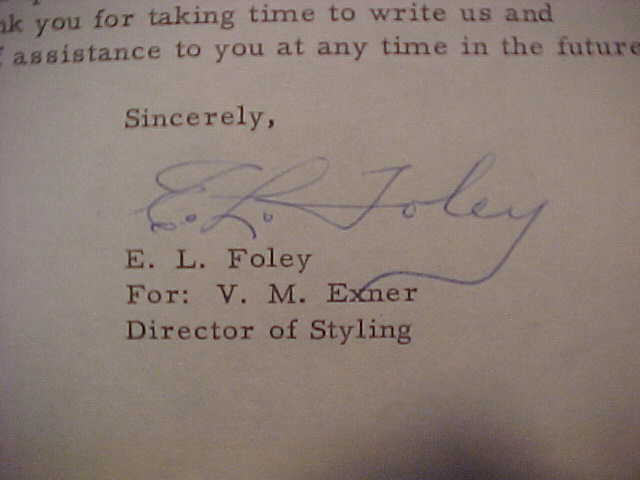 you for taking time to write us and
assistance to you at any time in the future
Sincerely,
E. L. Foley
E. L. Foley
For: V. M. Exner
Director of Styling